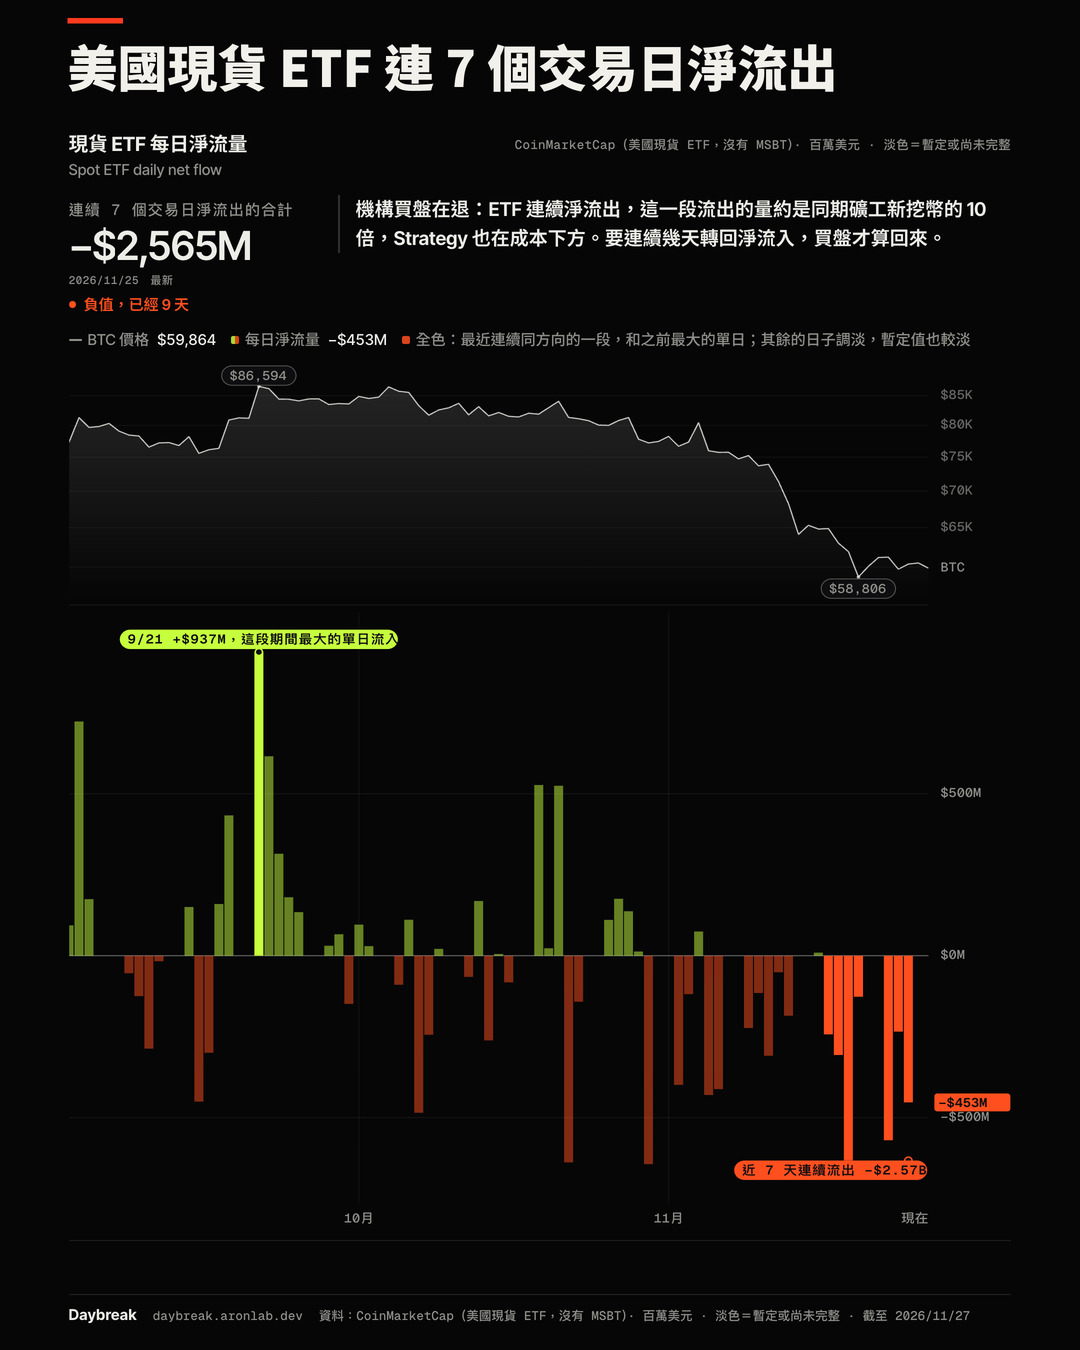 美國現貨 ETF 連 7 個交易日淨流出
現貨 ETF 每日淨流量
CoinMarketCap (美國現貨 ETF，沒有 MSBT)· 百萬美元 · 淡色＝暫定或尚未完整
Spot ETF daily net flow
連續 7 個交易日淨流出的合計
−$2,565M
2026/11/25 最新
負值，已經 9 天
機構買盤在退：ETF 連續淨流出，這一段流出的量約是同期礦工新挖幣的 10
倍，Strategy 也在成本下方。要連續幾天轉回淨流入，買盤才算回來。
BTC 價格 $59,864 每日淨流量 −$453M 全色：最近連續同方向的一段，和之前最大的單日；其餘的日子調淡，暫定值也較淡
$86,594
$85K
$80K
$75K
$70K
$65K
BTC
$58,806
9/21 +$937M，這段期間最大的單日流入
$500M
$0M
−$453M
−$500M
近 7 天連續流出 −$2.57B
10月
11月
現在
Daybreak daybreak.aronlab.dev 資料：CoinMarketCap (美國現貨 ETF，沒有 MSBT)· 百萬美元 · 淡色＝暫定或尚未完整 · 截至 2026/11/27